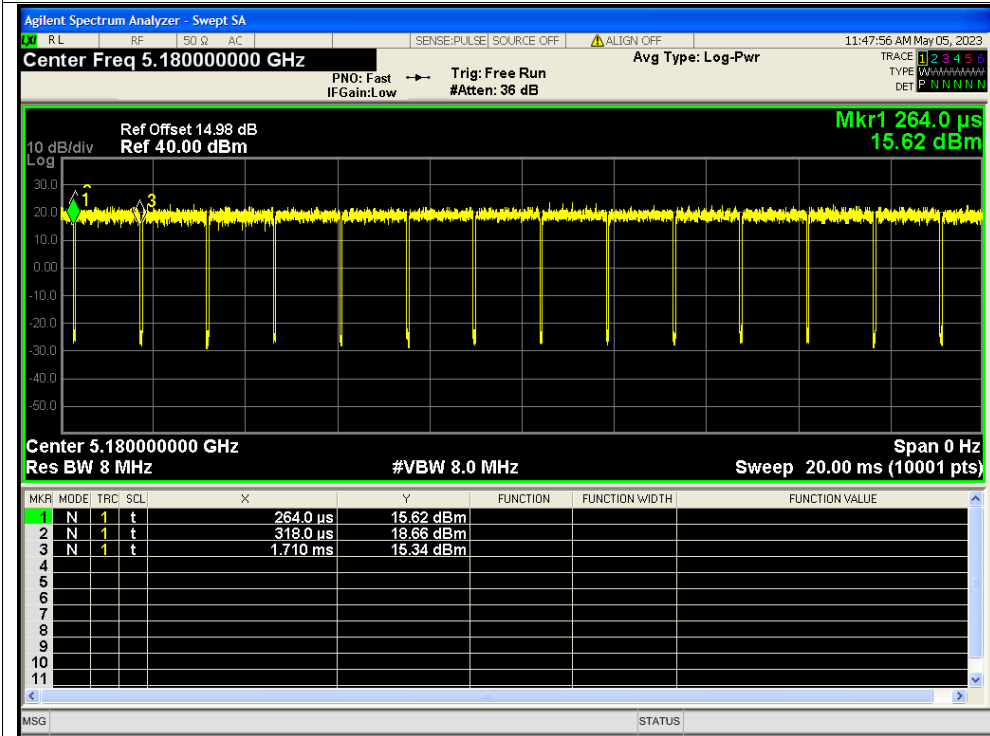 Agilent Spectrum Analyzer - Swept SA
LXI RL RF 50 Ω AC SENSE:PULSE SOURCE OFF ALIGN OFF 11:47:56 AM May 05, 2023
Center Freq 5.180000000 GHz Avg Type: Log-Pwr TRACE 1 2 3 4 5 6
PNO: Fast Trig: Free Run TYPE WWWWWW
IFGain:Low #Atten: 36 dB DET P N N N N N
Mkr1 264.0 µs
Ref Offset 14.98 dB
10 dB/div Ref 40.00 dBm 15.62 dBm
Log
30.0
1 3
20.0
10.0
0.00
-10.0
-20.0
-30.0
-40.0
-50.0
Center 5.180000000 GHz Span 0 Hz
Res BW 8 MHz #VBW 8.0 MHz Sweep 20.00 ms (10001 pts)
MKR MODE TRC SCL X Y FUNCTION FUNCTION WIDTH FUNCTION VALUE
1 N 1 t 264.0 µs 15.62 dBm
2 N 1 t 318.0 µs 18.66 dBm
3 N 1 t 1.710 ms 15.34 dBm
4
5
6
7
8
9
10
11
MSG STATUS